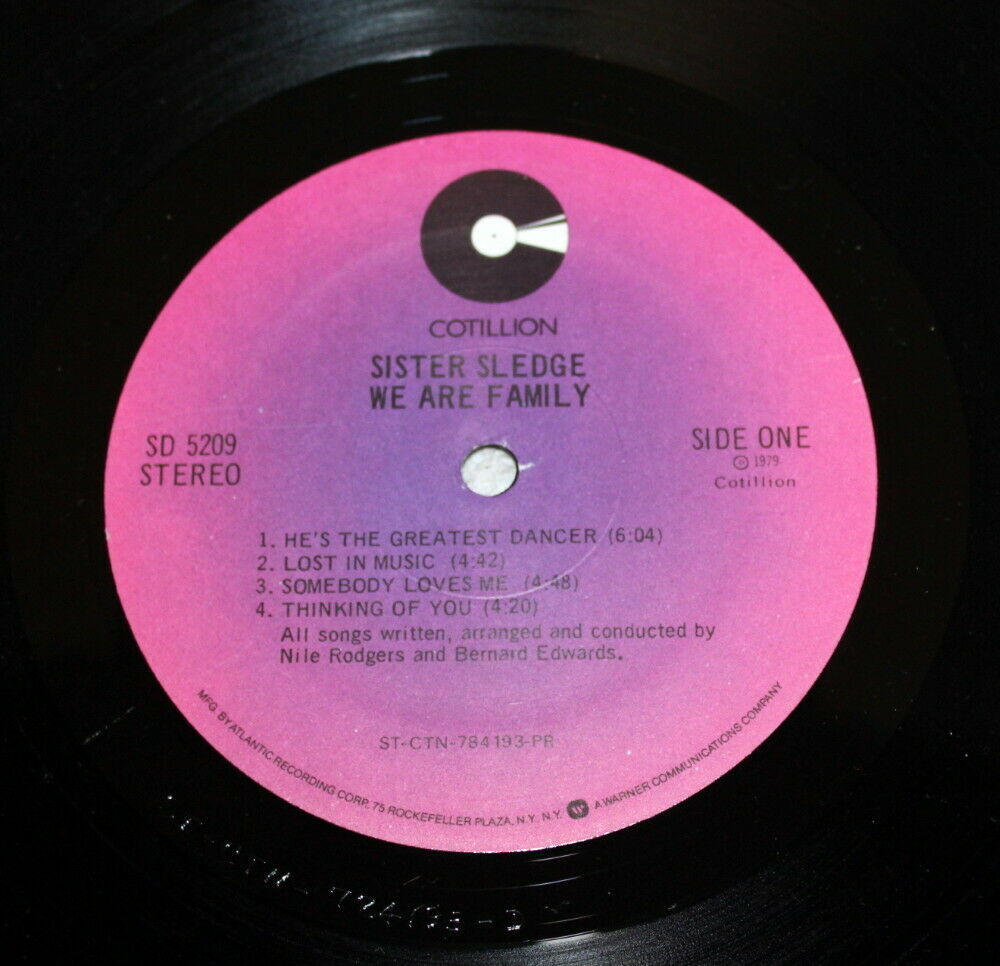 COTILLION
SISTER SLEDGE
WE ARE FAMILY
SD 5209
STEREO
SIDE ONE
Ⓟ 1979
Cotillion
1. HE'S THE GREATEST DANCER (6:04)
2. LOST IN MUSIC (4:42)
3. SOMEBODY LOVES ME (4:48)
4. THINKING OF YOU (4:20)
All songs written, arranged and conducted by
Nile Rodgers and Bernard Edwards.
ST-CTN-784193-PR
MFG. BY ATLANTIC RECORDING CORP. 75 ROCKEFELLER PLAZA, N.Y. N.Y. A WARNER COMMUNICATIONS COMPANY